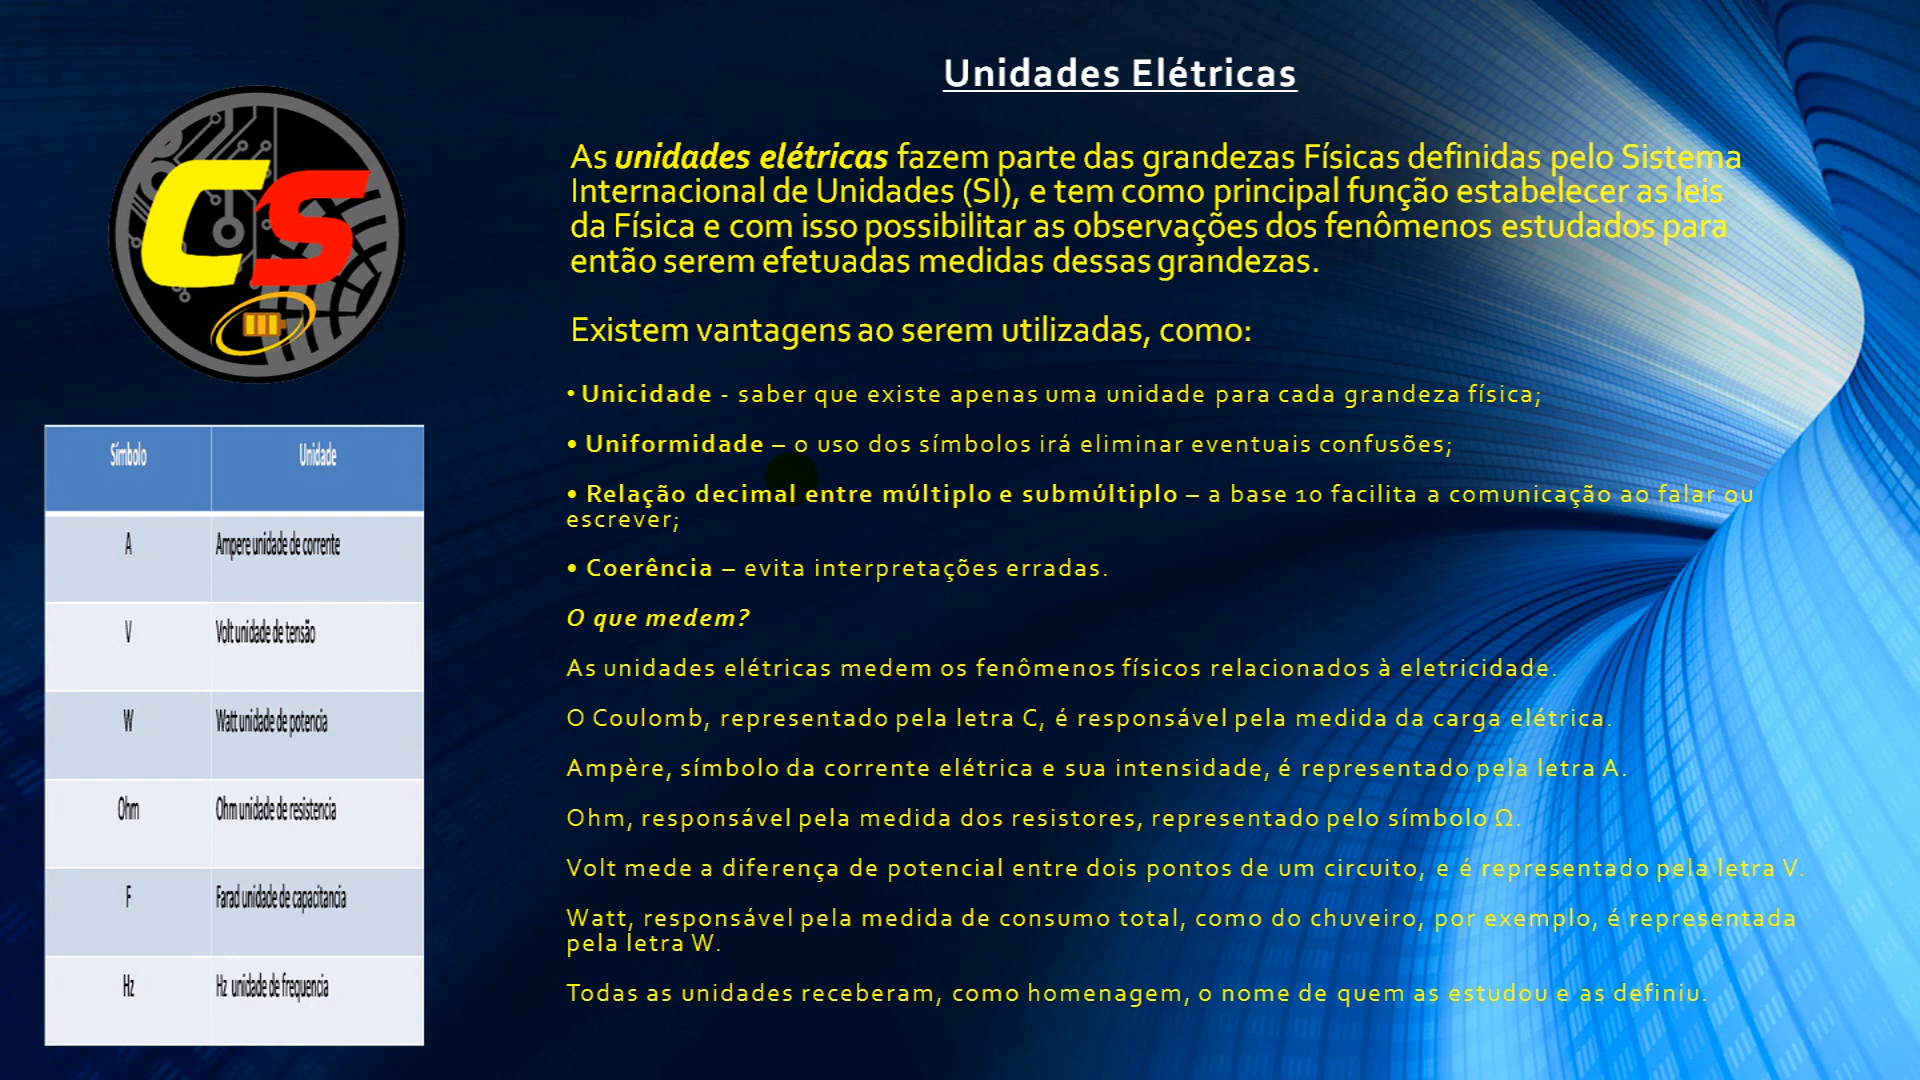 Unidades Elétricas
As unidades elétricas fazem parte das grandezas Físicas definidas pelo Sistema
Internacional de Unidades (SI), e tem como principal função estabelecer as leis
da Física e com isso possibilitar as observações dos fenômenos estudados para
então serem efetuadas medidas dessas grandezas.
Existem vantagens ao serem utilizadas, como:
• Unicidade - saber que existe apenas uma unidade para cada grandeza física;
• Uniformidade – o uso dos símbolos irá eliminar eventuais confusões;
• Relação decimal entre múltiplo e submúltiplo – a base 10 facilita a comunicação ao falar ou
escrever;
• Coerência – evita interpretações erradas.
O que medem?
As unidades elétricas medem os fenômenos físicos relacionados à eletricidade.
O Coulomb, representado pela letra C, é responsável pela medida da carga elétrica.
Ampère, símbolo da corrente elétrica e sua intensidade, é representado pela letra A.
Ohm, responsável pela medida dos resistores, representado pelo símbolo Ω.
Volt mede a diferença de potencial entre dois pontos de um circuito, e é representado pela letra V.
Watt, responsável pela medida de consumo total, como do chuveiro, por exemplo, é representada
pela letra W.
Todas as unidades receberam, como homenagem, o nome de quem as estudou e as definiu.
CS
Símbolo Unidade
A Ampere unidade de corrente
V Volt unidade de tensão
W Watt unidade de potencia
Ohm Ohm unidade de resistencia
F Farad unidade de capacitancia
Hz Hz unidade de frequencia